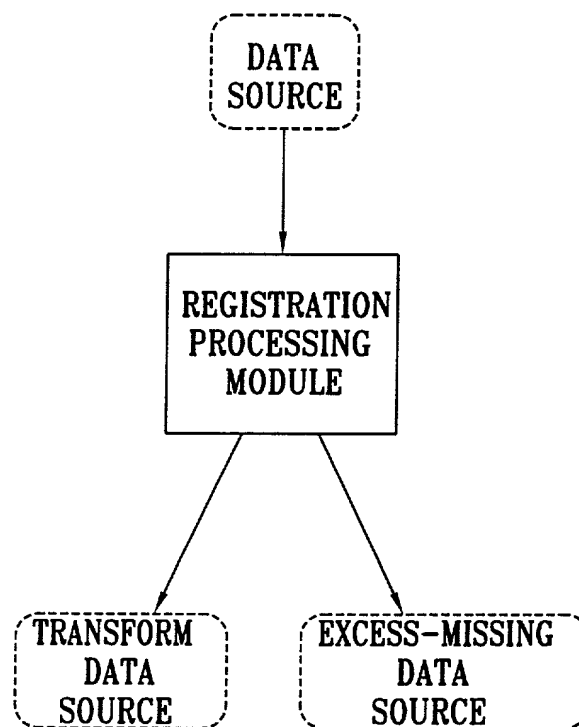 DATA
SOURCE
REGISTRATION
PROCESSING
MODULE
TRANSFORM
DATA
SOURCE
EXCESS-MISSING
DATA
SOURCE